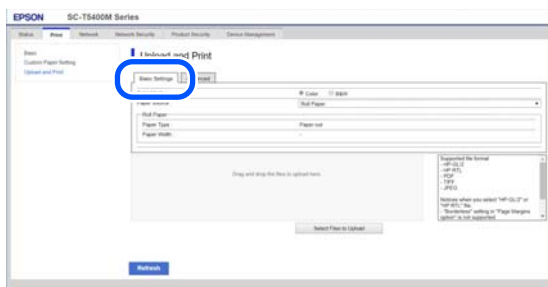 EPSON SC-T5400M Series
Status Print Network Network Security Product Security Device Management
Basic
Custom Paper Setting
Upload and Print
Upload and Print
Basic Settings
Color B&W
Roll Paper
Roll Paper
Paper Type : Paper out
Paper Width : -
Drag and drop the files to upload here.
Supported file format
- HP-GL/2
- HP RTL
- PDF
- TIFF
- JPEG
Notices when you select "HP-GL/2" or
"HP RTL" file.
- "Borderless" setting in "Page Margins
option" is not supported.
Select Files to Upload
Refresh